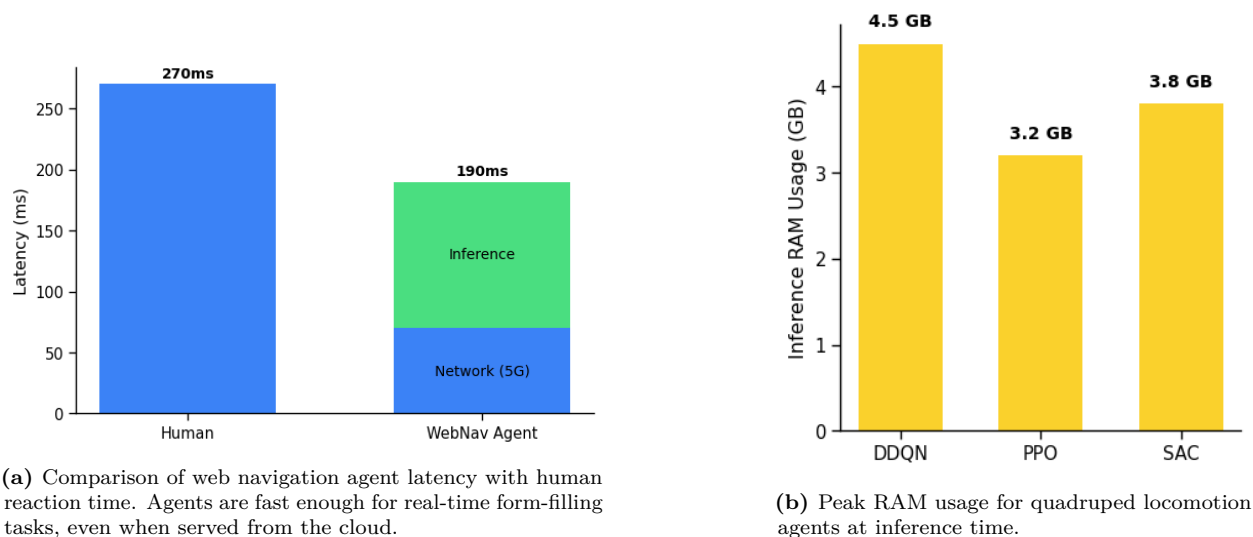 270ms
190ms
Inference
Network (5G)
Latency (ms)
250
200
150
100
50
0
Human
WebNav Agent
(a) Comparison of web navigation agent latency with human
reaction time. Agents are fast enough for real-time form-filling
tasks, even when served from the cloud.
4.5 GB
3.2 GB
3.8 GB
Inference RAM Usage (GB)
4
3
2
1
0
DDQN
PPO
SAC
(b) Peak RAM usage for quadruped locomotion
agents at inference time.